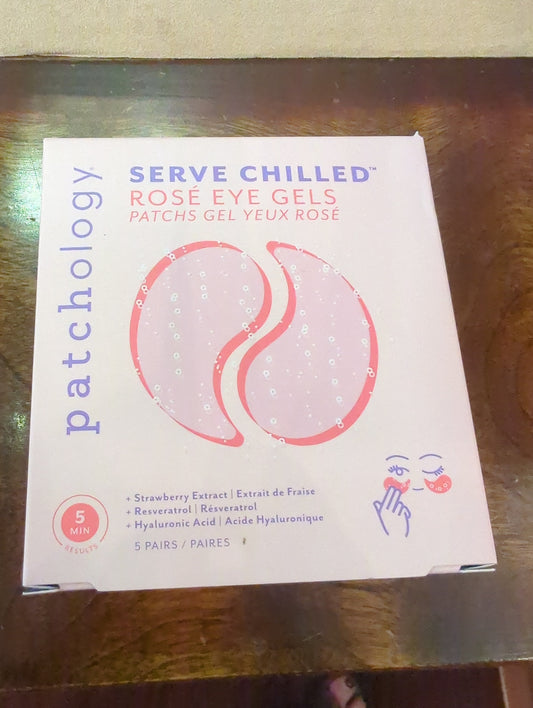 patchology
SERVE CHILLED™
ROSÉ EYE GELS
PATCHS GEL YEUX ROSÉ
+ Strawberry Extract | Extrait de Fraise
+ Resveratrol | Résveratrol
+ Hyaluronic Acid | Acide Hyaluronique
5 PAIRS / PAIRES
5
MIN
RESULTS